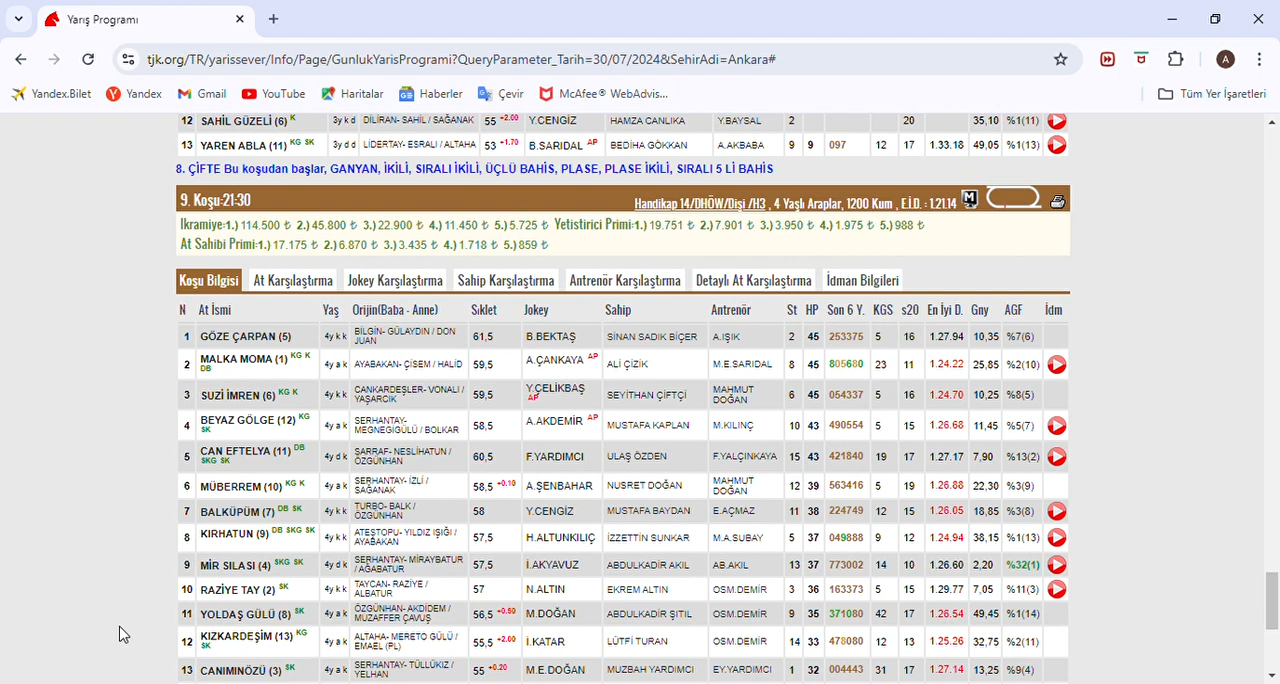 Yarış Programı
tjk.org/TR/yarissever/Info/Page/GunlukYarisProgrami?QueryParameter_Tarih=30/07/2024&SehirAdi=Ankara#
A
Yandex.Bilet Yandex Gmail YouTube Haritalar Haberler Çevir McAfee® WebAdvis... Tüm Yer İşaretleri
12 SAHİL GÜZELİ (6) K 3y k d DİLİRAN- SAHİL / SAĞANAK 55 +2.00 Y.CENGİZ HAMZA CANLIKA Y.BAYSAL 2 20 35,10 %1(11)
13 YAREN ABLA (11) KG SK 3y d d LİDERTAY- ESRALI / ALTAHA 53 +1.70 B.SARIDAL AP BEDİHA GÖKKAN A.AKBABA 9 9 097 12 17 1.33.18 49,05 %1(13)
8. ÇİFTE Bu koşudan başlar, GANYAN, İKİLİ, SIRALI İKİLİ, ÜÇLÜ BAHİS, PLASE, PLASE İKİLİ, SIRALI 5 Lİ BAHİS
9. Koşu:21:30 Handikap 14/DHÖW/Dişi /H3 , 4 Yaşlı Araplar, 1200 Kum , E.İ.D. : 1.21.14 M
Ikramiye:1.) 114.500 ₺ 2.) 45.800 ₺ 3.) 22.900 ₺ 4.) 11.450 ₺ 5.) 5.725 ₺ Yetistirici Primi:1.) 19.751 ₺ 2.) 7.901 ₺ 3.) 3.950 ₺ 4.) 1.975 ₺ 5.) 988 ₺
At Sahibi Primi:1.) 17.175 ₺ 2.) 6.870 ₺ 3.) 3.435 ₺ 4.) 1.718 ₺ 5.) 859 ₺
Koşu Bilgisi At Karşılaştırma Jokey Karşılaştırma Sahip Karşılaştırma Antrenör Karşılaştırma Detaylı At Karşılaştırma İdman Bilgileri
N At İsmi Yaş Orijin(Baba - Anne) Sıklet Jokey Sahip Antrenör St HP Son 6 Y. KGS s20 En İyi D. Gny AGF İdm
1 GÖZE ÇARPAN (5) 4y k k BİLGİN- GÜLAYDIN / DON JUAN 61,5 B.BEKTAŞ SİNAN SADIK BİÇER A.IŞIK 2 45 253375 5 16 1.27.94 10,35 %7(6)
2 MALKA MOMA (1) KG K DB 4y a k AYABAKAN- ÇİSEM / HALİD 59,5 A.ÇANKAYA AP ALİ ÇİZİK M.E.SARIDAL 8 45 805680 23 11 1.24.22 25,85 %2(10)
3 SUZİ İMREN (6) KG K 4y k k CANKARDEŞLER- VONALI / YAŞARCIK 59,5 Y.ÇELİKBAŞ AP SEYİTHAN ÇİFTÇİ MAHMUT DOĞAN 6 45 054337 5 16 1.24.70 10,25 %8(5)
4 BEYAZ GÖLGE (12) KG SK 4y a k SERHANTAY- MEGNEGIGÜLÜ / BOLKAR 58,5 A.AKDEMİR AP MUSTAFA KAPLAN M.KILINÇ 10 43 490554 5 15 1.26.68 11,45 %5(7)
5 CAN EFTELYA (11) DB SKG SK 4y d k SARRAF- NESLİHATUN / ÖZGÜNHAN 60,5 F.YARDIMCI ULAŞ ÖZDEN F.YALÇINKAYA 15 43 421840 19 17 1.27.17 7,90 %13(2)
6 MÜBERREM (10) KG K 4y a k SERHANTAY- İZLİ / SAĞANAK 58,5 +0.10 A.ŞENBAHAR NUSRET DOĞAN MAHMUT DOĞAN 12 39 563416 5 19 1.26.88 22,30 %3(9)
7 BALKÜPÜM (7) DB SK 4y k k TURBO- BALK / ÖZGÜNHAN 58 Y.CENGİZ MUSTAFA BAYDAN E.AÇMAZ 11 38 224749 12 15 1.26.05 18,85 %3(8)
8 KIRHATUN (9) DB SKG SK 4y k k ATEŞTOPU- YILDIZ IŞIĞI / AYABAKAN 57,5 H.ALTUNKILIÇ İZZETTİN SUNKAR M.A.SUBAY 5 37 049888 9 12 1.24.94 38,15 %1(13)
9 MİR SILASI (4) SKG SK 4y d k SERHANTAY- MİRAYBATUR / AĞABATUR 57,5 İ.AKYAVUZ ABDULKADİR AKIL AB.AKIL 13 37 773002 14 10 1.26.60 2,20 %32(1)
10 RAZİYE TAY (2) SK 4y a k TAYCAN- RAZİYE / ALBATUR 57 N.ALTIN EKREM ALTIN OSM.DEMİR 3 36 163373 5 15 1.29.77 7,05 %11(3)
11 YOLDAŞ GÜLÜ (8) SK 4y a k ÖZGÜNHAN- AKDİDEM / MUZAFFER ÇAVUŞ 56,5 +0.50 M.DOĞAN ABDULKADİR ŞITIL OSM.DEMİR 9 35 371080 42 17 1.26.54 49,45 %1(14)
12 KIZKARDEŞİM (13) KG SK 4y a k ALTAHA- MERETO GÜLÜ / EMAEL (PL) 55,5 +2.00 İ.KATAR LÜTFİ TURAN OSM.DEMİR 14 33 478080 12 13 1.25.26 32,75 %2(11)
13 CANIMINÖZÜ (3) SK 4y a k SERHANTAY- TÜLLÜKIZ / YELHAN 55 +0.20 M.E.DOĞAN MUZBAH YARDIMCI EY.YARDIMCI 1 32 004443 31 17 1.27.14 13,25 %9(4)